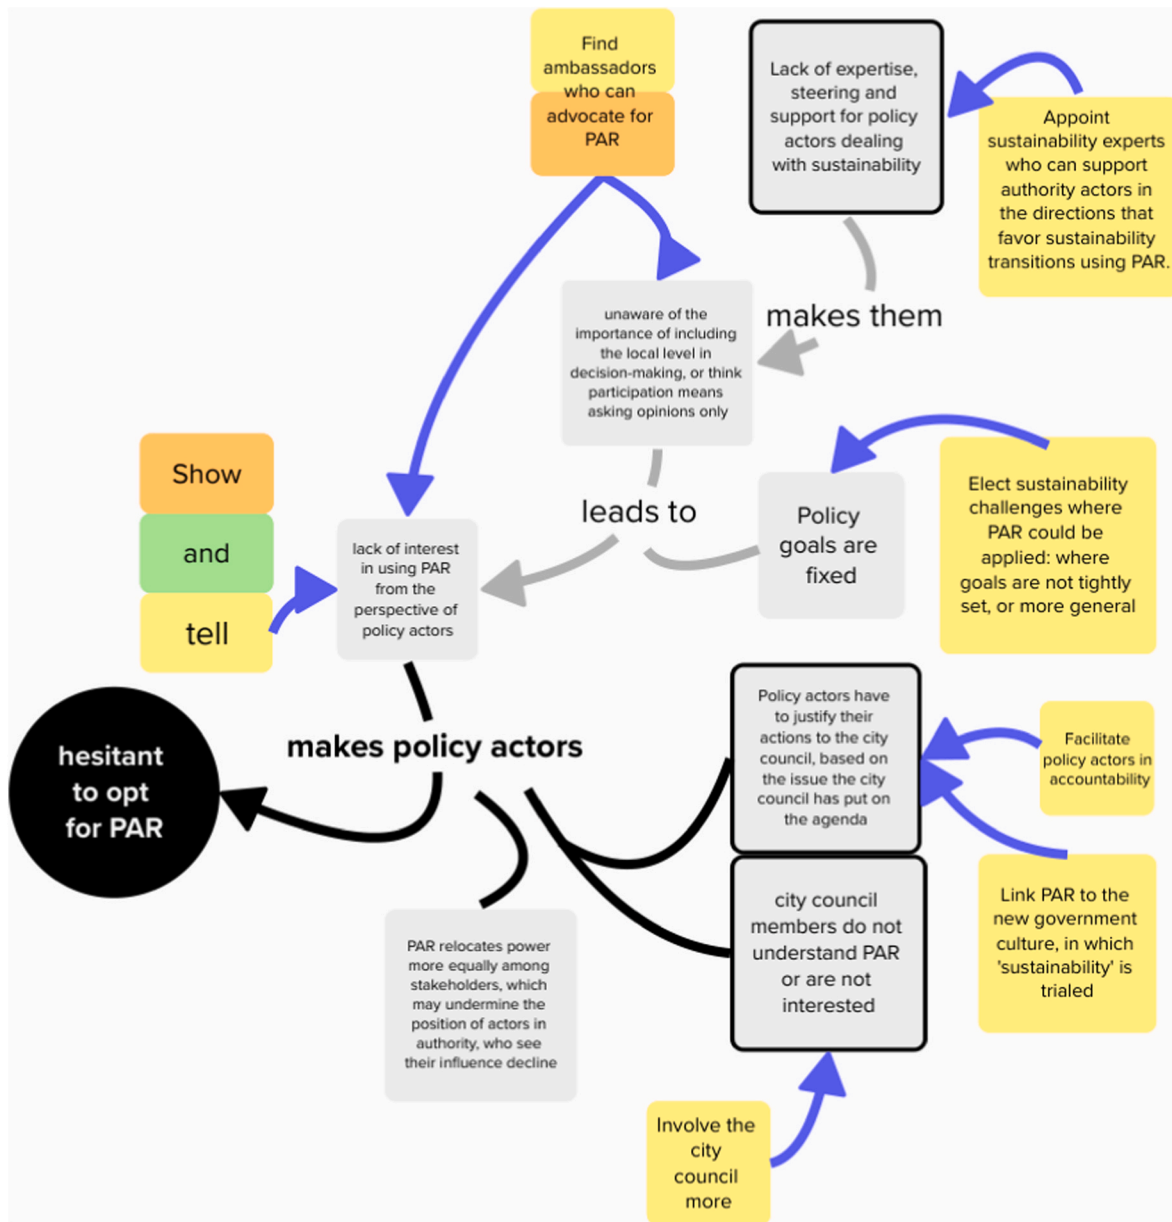 Find
ambassadors
who can
advocate for
PAR
Lack of expertise,
steering and
support for policy
actors dealing
with sustainability
Appoint
sustainability experts
who can support
authority actors in
the directions that
favor sustainability
transitions using PAR.
unaware of the
importance of including
the local level in
decision-making, or think
participation means
asking opinions only
makes them
Show
and
tell
leads to
lack of interest
in using PAR
from the
perspective of
policy actors
Policy
goals are
fixed
Elect sustainability
challenges where
PAR could be
applied: where
goals are not tightly
set, or more general
hesitant
to opt
for PAR
makes policy actors
Policy actors have
to justify their
actions to the city
council, based on
the issue the city
council has put on
the agenda
Facilitate
policy actors in
accountability
city council
members do not
understand PAR
or are not
interested
Link PAR to the
new government
culture, in which
'sustainability' is
trialed
PAR relocates power
more equally among
stakeholders, which
may undermine the
position of actors in
authority, who see
their influence decline
Involve the
city
council
more